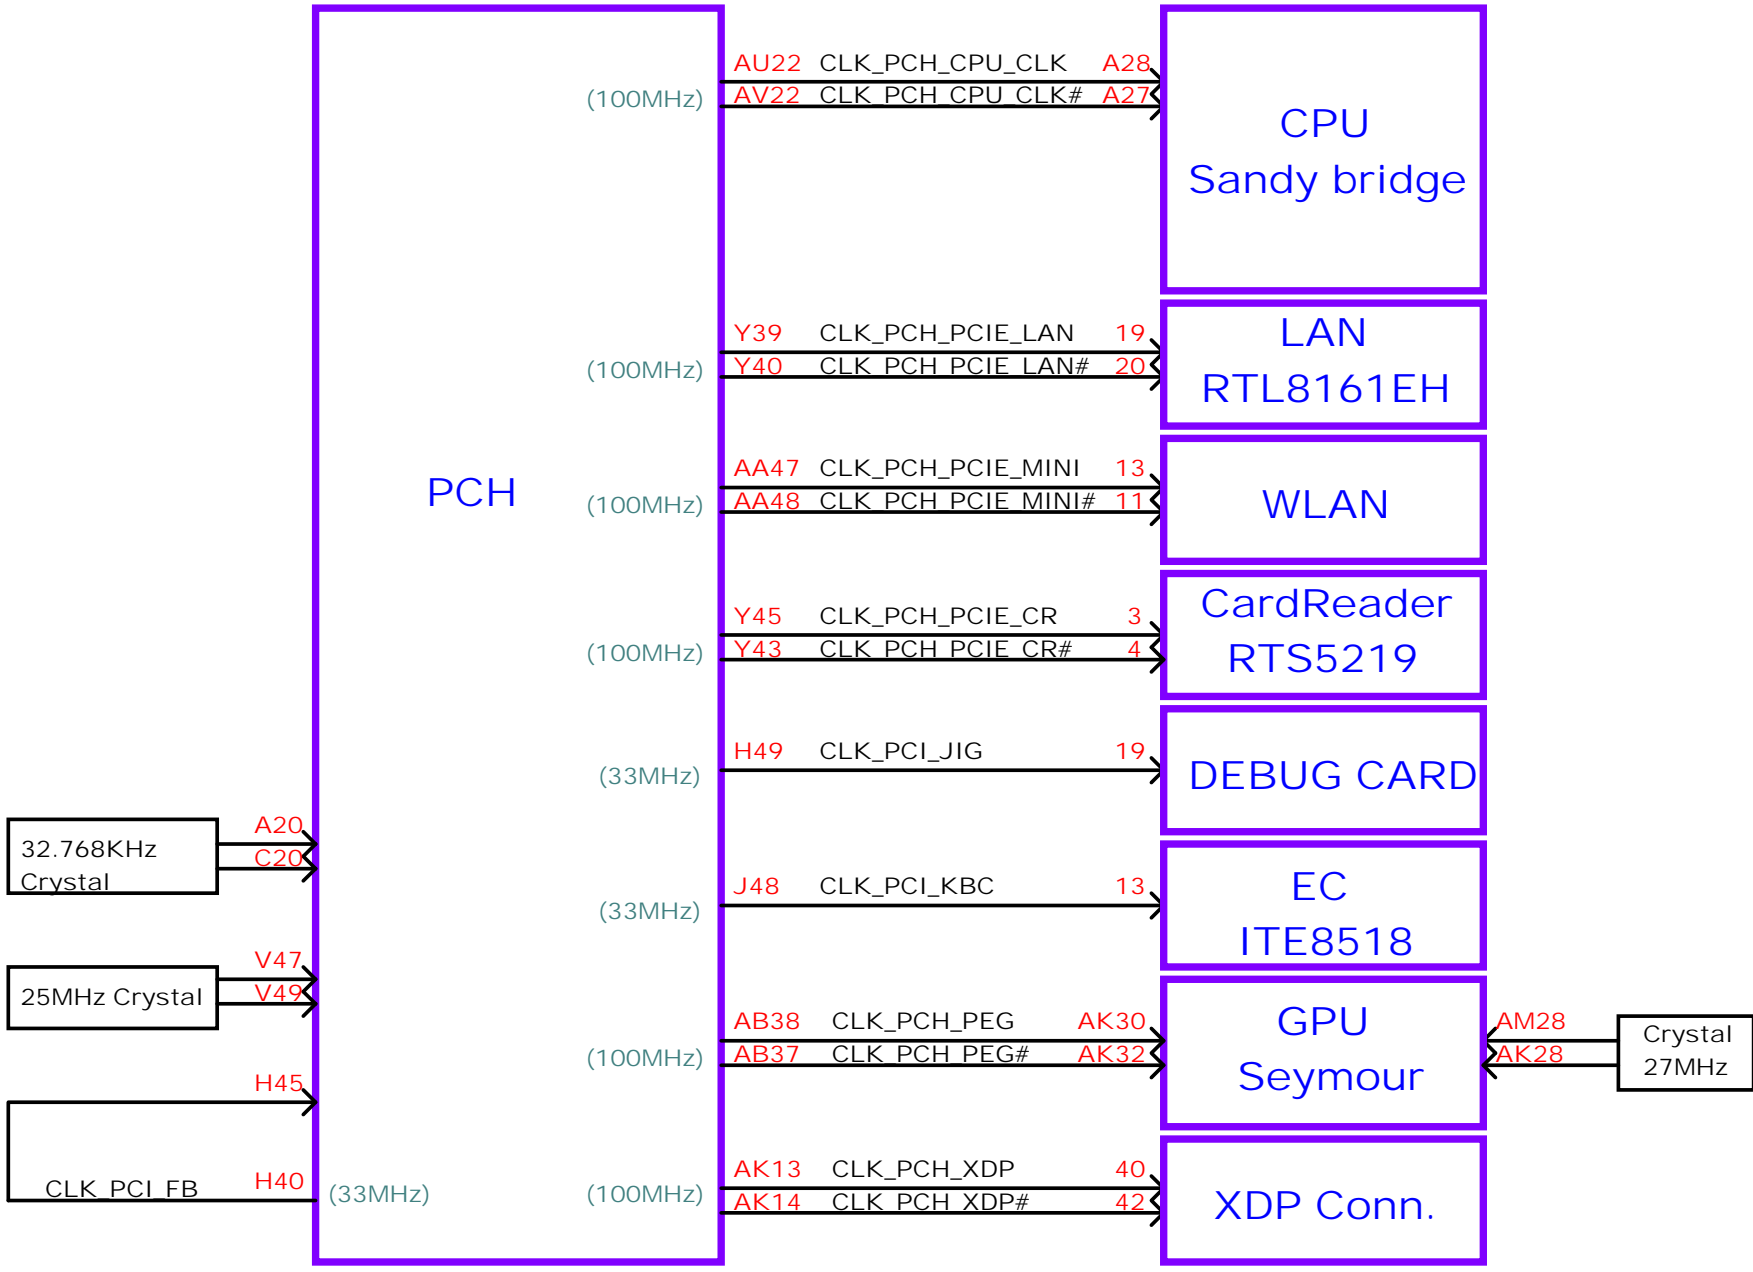 AU22 CLK_PCH_CPU_CLK A28
(100MHz) AV22 CLK_PCH_CPU_CLK# A27
CPU
Sandy bridge
Y39 CLK_PCH_PCIE_LAN 19
(100MHz) Y40 CLK_PCH_PCIE_LAN# 20
LAN
RTL8161EH
PCH
AA47 CLK_PCH_PCIE_MINI 13
(100MHz) AA48 CLK_PCH_PCIE_MINI# 11
WLAN
Y45 CLK_PCH_PCIE_CR 3
(100MHz) Y43 CLK_PCH_PCIE_CR# 4
CardReader
RTS5219
H49 CLK_PCI_JIG 19
(33MHz)
DEBUG CARD
32.768KHz
Crystal
A20
C20
J48 CLK_PCI_KBC 13
(33MHz)
EC
ITE8518
25MHz Crystal
V47
V49
AB38 CLK_PCH_PEG AK30
(100MHz) AB37 CLK_PCH_PEG# AK32
GPU
Seymour
AM28
AK28
Crystal
27MHz
H45
CLK_PCI_FB H40 (33MHz)
AK13 CLK_PCH_XDP 40
(100MHz) AK14 CLK_PCH_XDP# 42
XDP Conn.